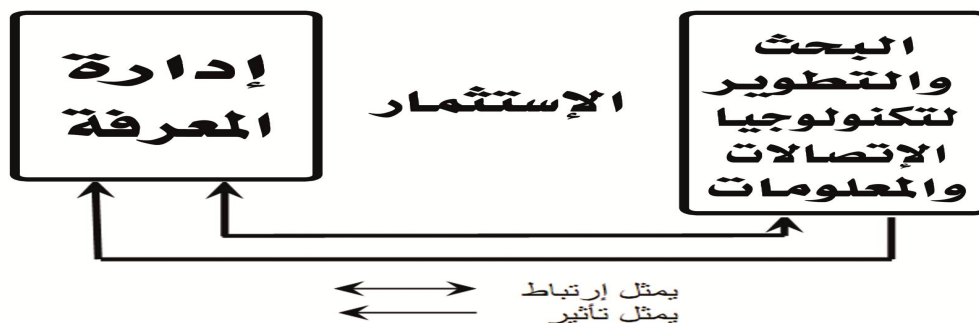 البحث
والتطوير
لتكنولوجيا
الإتصالات
والمعلومات
الإستثمار
إدارة
المعرفة
يمثل إرتباط
يمثل تأثير